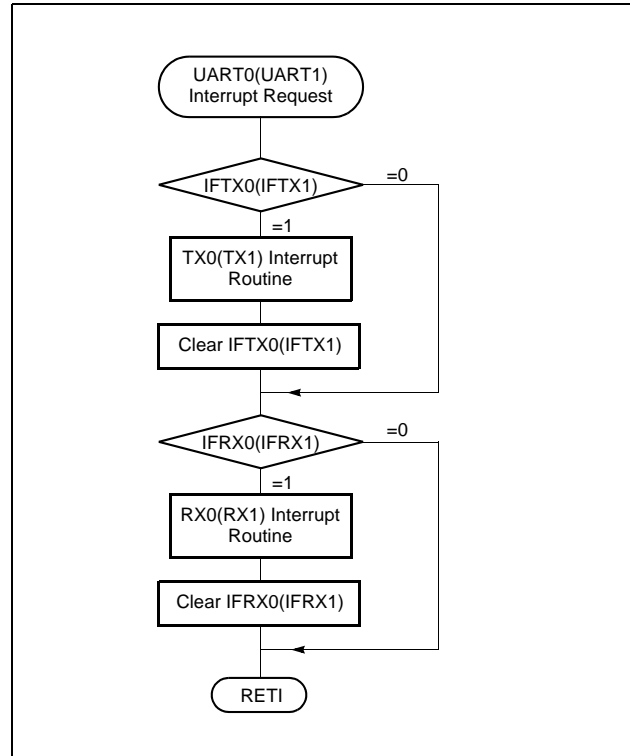 UART0(UART1)
Interrupt Request
IFTX0(IFTX1)
=0
=1
TX0(TX1) Interrupt
Routine
Clear IFTX0(IFTX1)
IFRX0(IFRX1)
=0
=1
RX0(RX1) Interrupt
Routine
Clear IFRX0(IFRX1)
RETI